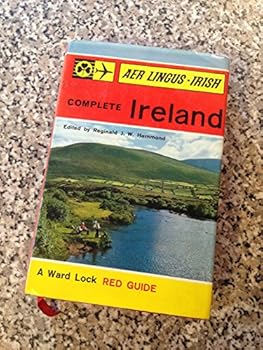 AER LINGUS · IRISH
COMPLETE Ireland
Edited by Reginald J. W. Hammond
A Ward Lock RED GUIDE